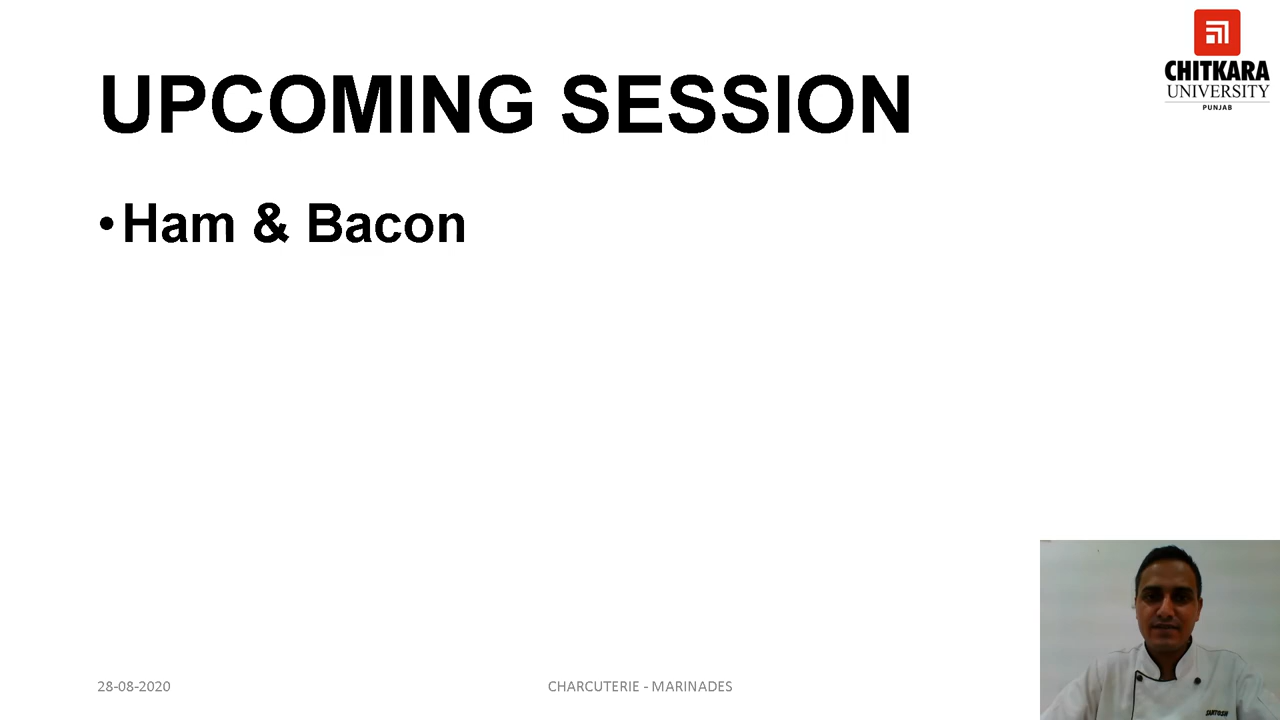 CHITKARA
UNIVERSITY
PUNJAB
UPCOMING SESSION
•Ham & Bacon
28-08-2020
CHARCUTERIE - MARINADES